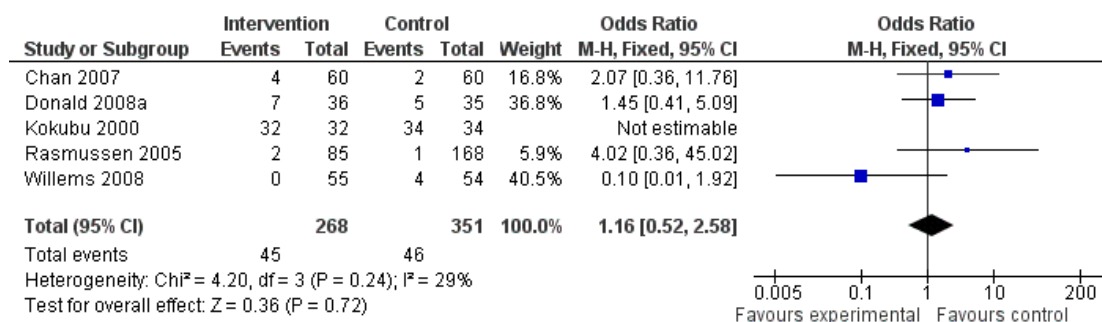 Intervention Control Odds Ratio Odds Ratio
Study or Subgroup Events Total Events Total Weight M-H, Fixed, 95% CI M-H, Fixed, 95% CI
Chan 2007 4 60 2 60 16.8% 2.07 [0.36, 11.76]
Donald 2008a 7 36 5 35 36.8% 1.45 [0.41, 5.09]
Kokubu 2000 32 32 34 34 Not estimable
Rasmussen 2005 2 85 1 168 5.9% 4.02 [0.36, 45.02]
Willems 2008 0 55 4 54 40.5% 0.10 [0.01, 1.92]
Total (95% CI) 268 351 100.0% 1.16 [0.52, 2.58]
Total events 45 46
Heterogeneity: Chi² = 4.20, df = 3 (P = 0.24); I² = 29%
Test for overall effect: Z = 0.36 (P = 0.72)
0.005 0.1 1 10 200
Favours experimental Favours control